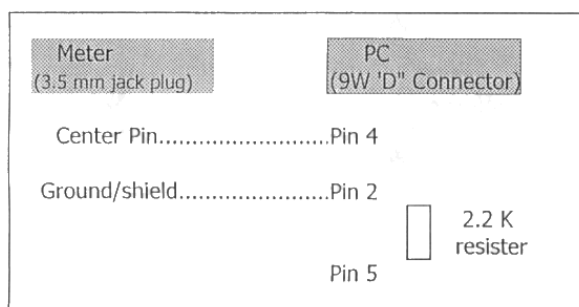 Meter PC
(3.5 mm jack plug) (9W 'D" Connector)
Center Pin............................Pin 4
Ground/shield.........................Pin 2
2.2 K
resister
Pin 5